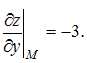 ∂z/∂y|_M = −3.